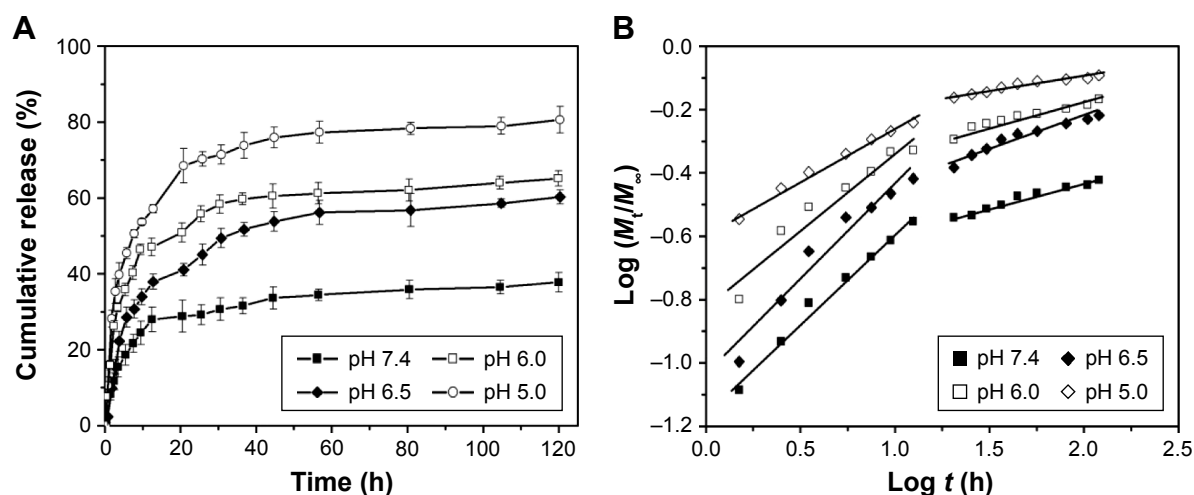 A
Cumulative release (%)
100
80
60
40
20
0
0
20
40
60
80
100
120
Time (h)
pH 7.4
pH 6.0
pH 6.5
pH 5.0
B
Log (Mt/M∞)
0.0
–0.2
–0.4
–0.6
–0.8
–1.0
–1.2
0.0
0.5
1.0
1.5
2.0
2.5
Log t (h)
pH 7.4
pH 6.5
pH 6.0
pH 5.0